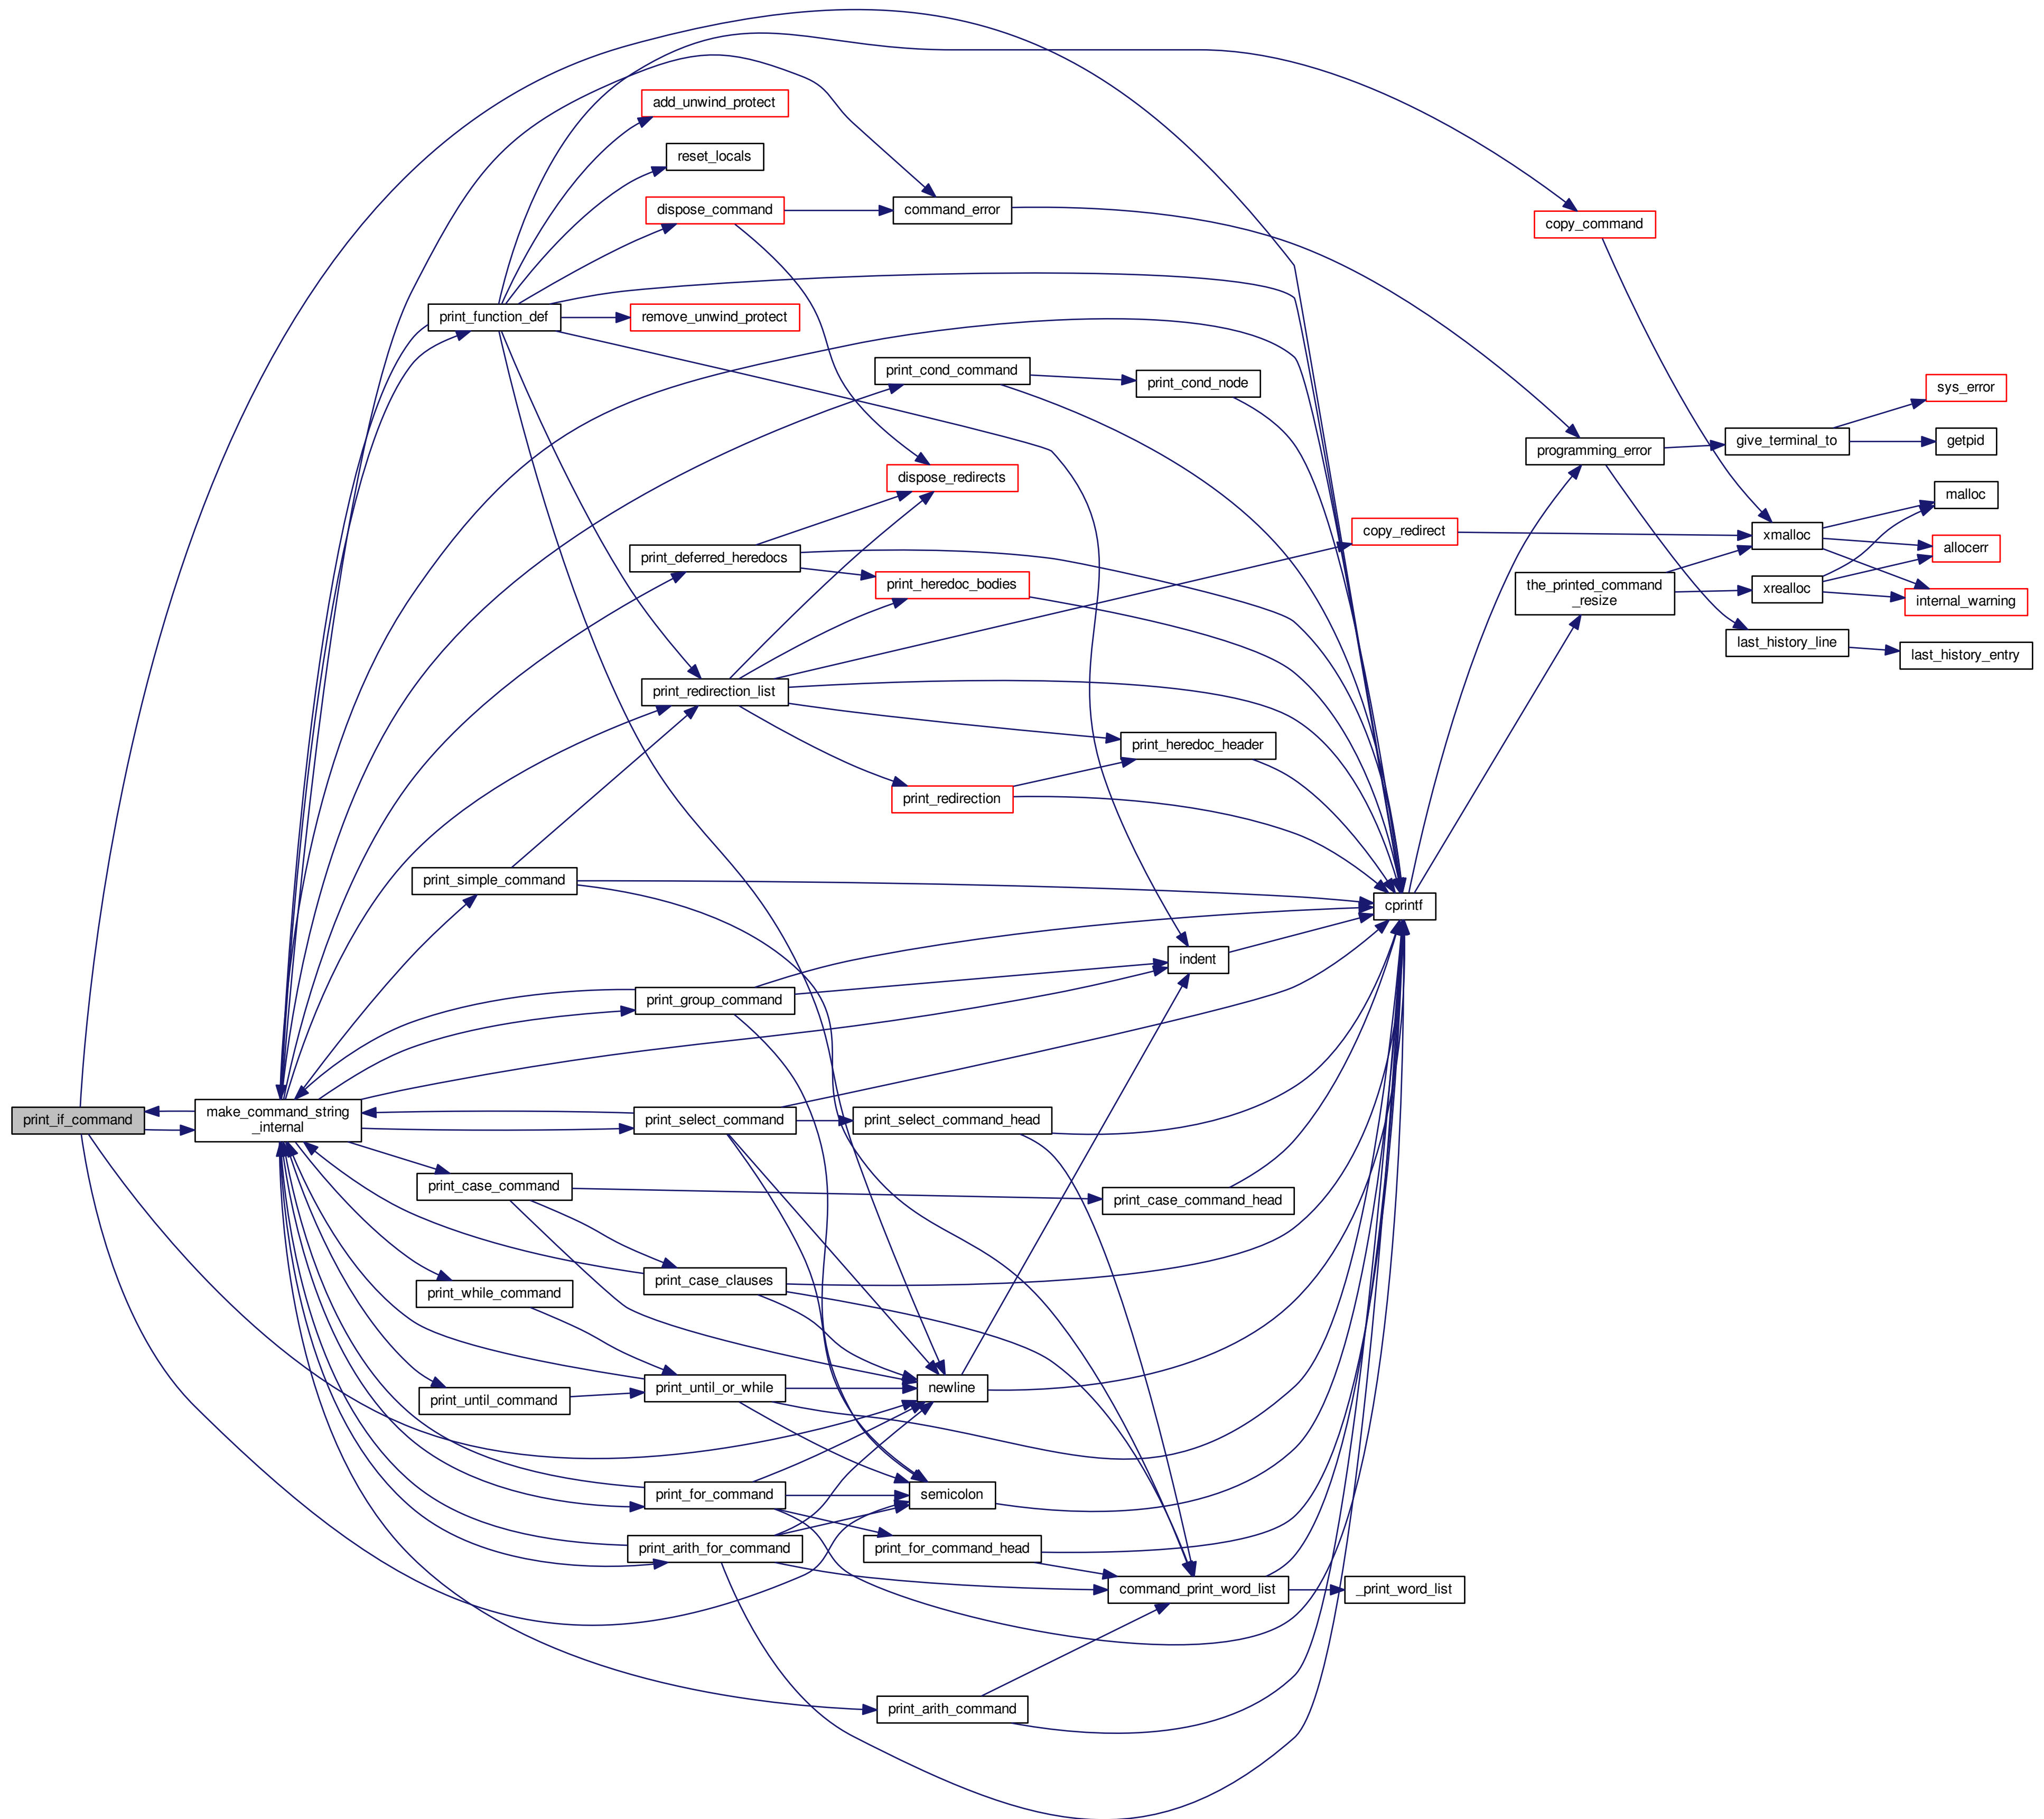 add_unwind_protect
reset_locals
dispose_command
command_error
copy_command
print_function_def
remove_unwind_protect
print_cond_command
print_cond_node
sys_error
programming_error
give_terminal_to
getpid
dispose_redirects
malloc
copy_redirect
xmalloc
allocerr
print_deferred_heredocs
print_heredoc_bodies
the_printed_command
_resize
xrealloc
internal_warning
last_history_line
last_history_entry
print_redirection_list
print_heredoc_header
print_redirection
print_simple_command
cprintf
indent
print_group_command
print_if_command
make_command_string
_internal
print_select_command
print_select_command_head
print_case_command
print_case_command_head
print_case_clauses
print_while_command
print_until_or_while
newline
print_until_command
print_for_command
semicolon
print_arith_for_command
print_for_command_head
command_print_word_list
_print_word_list
print_arith_command